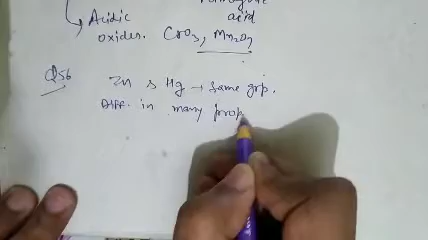 acid
Acidic
oxides. CrO3, Mn2O7
Q56 Zn & Hg → same grp.
Diff. in many prop